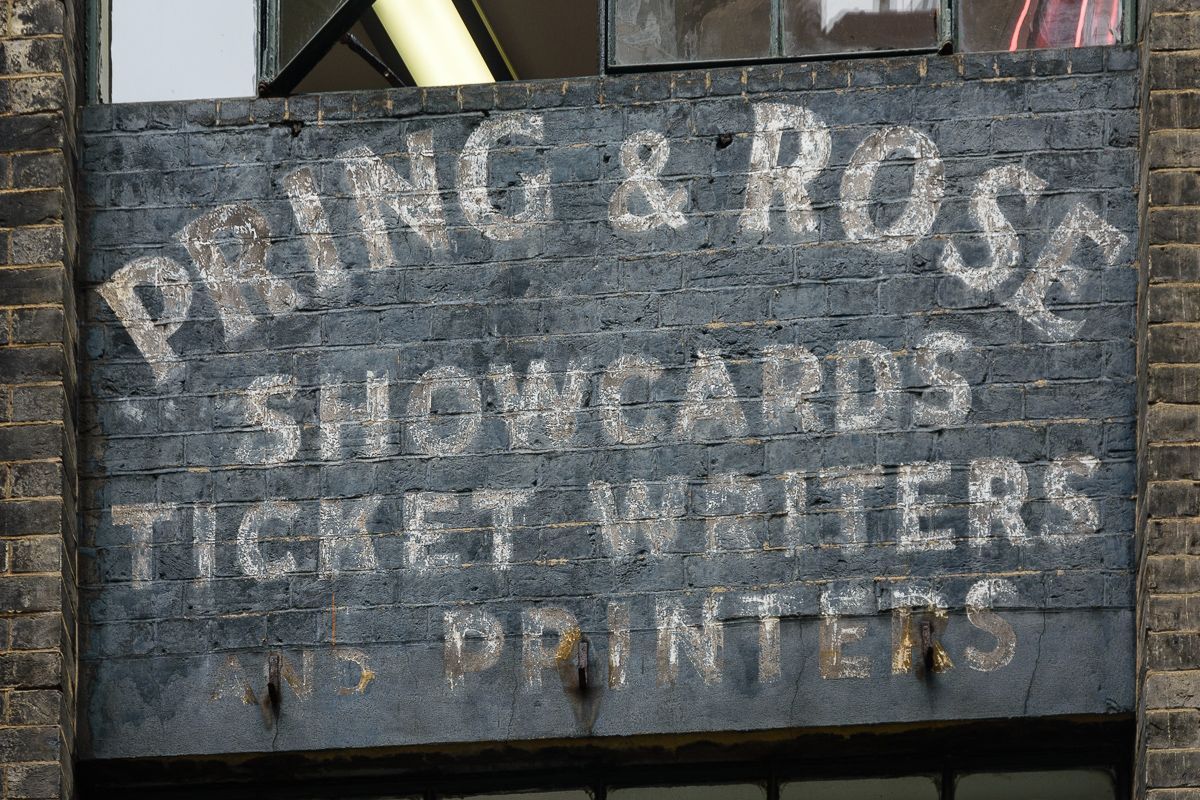 PRING & ROSE
SHOWCARDS
TICKET WRITERS
AND PRINTERS